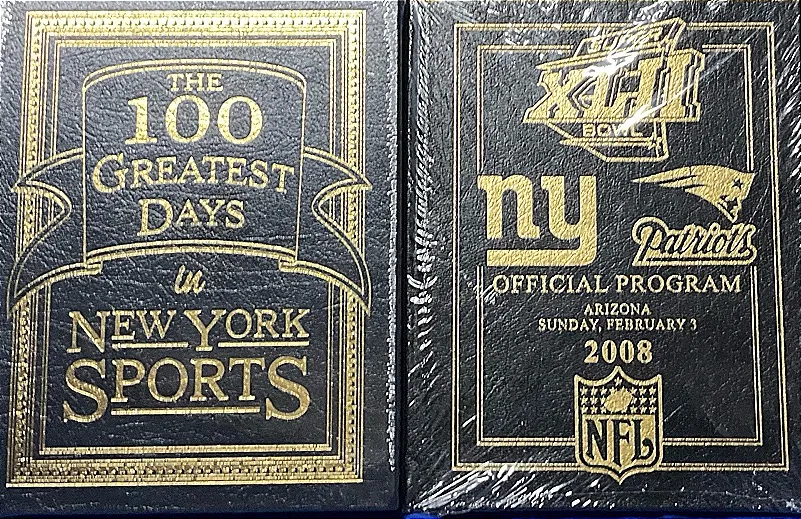 THE
100
GREATEST
DAYS
in
NEW YORK
SPORTS
SUPER
XLII
BOWL
ny
Patriots
OFFICIAL PROGRAM
ARIZONA
SUNDAY, FEBRUARY 3
2008
NFL